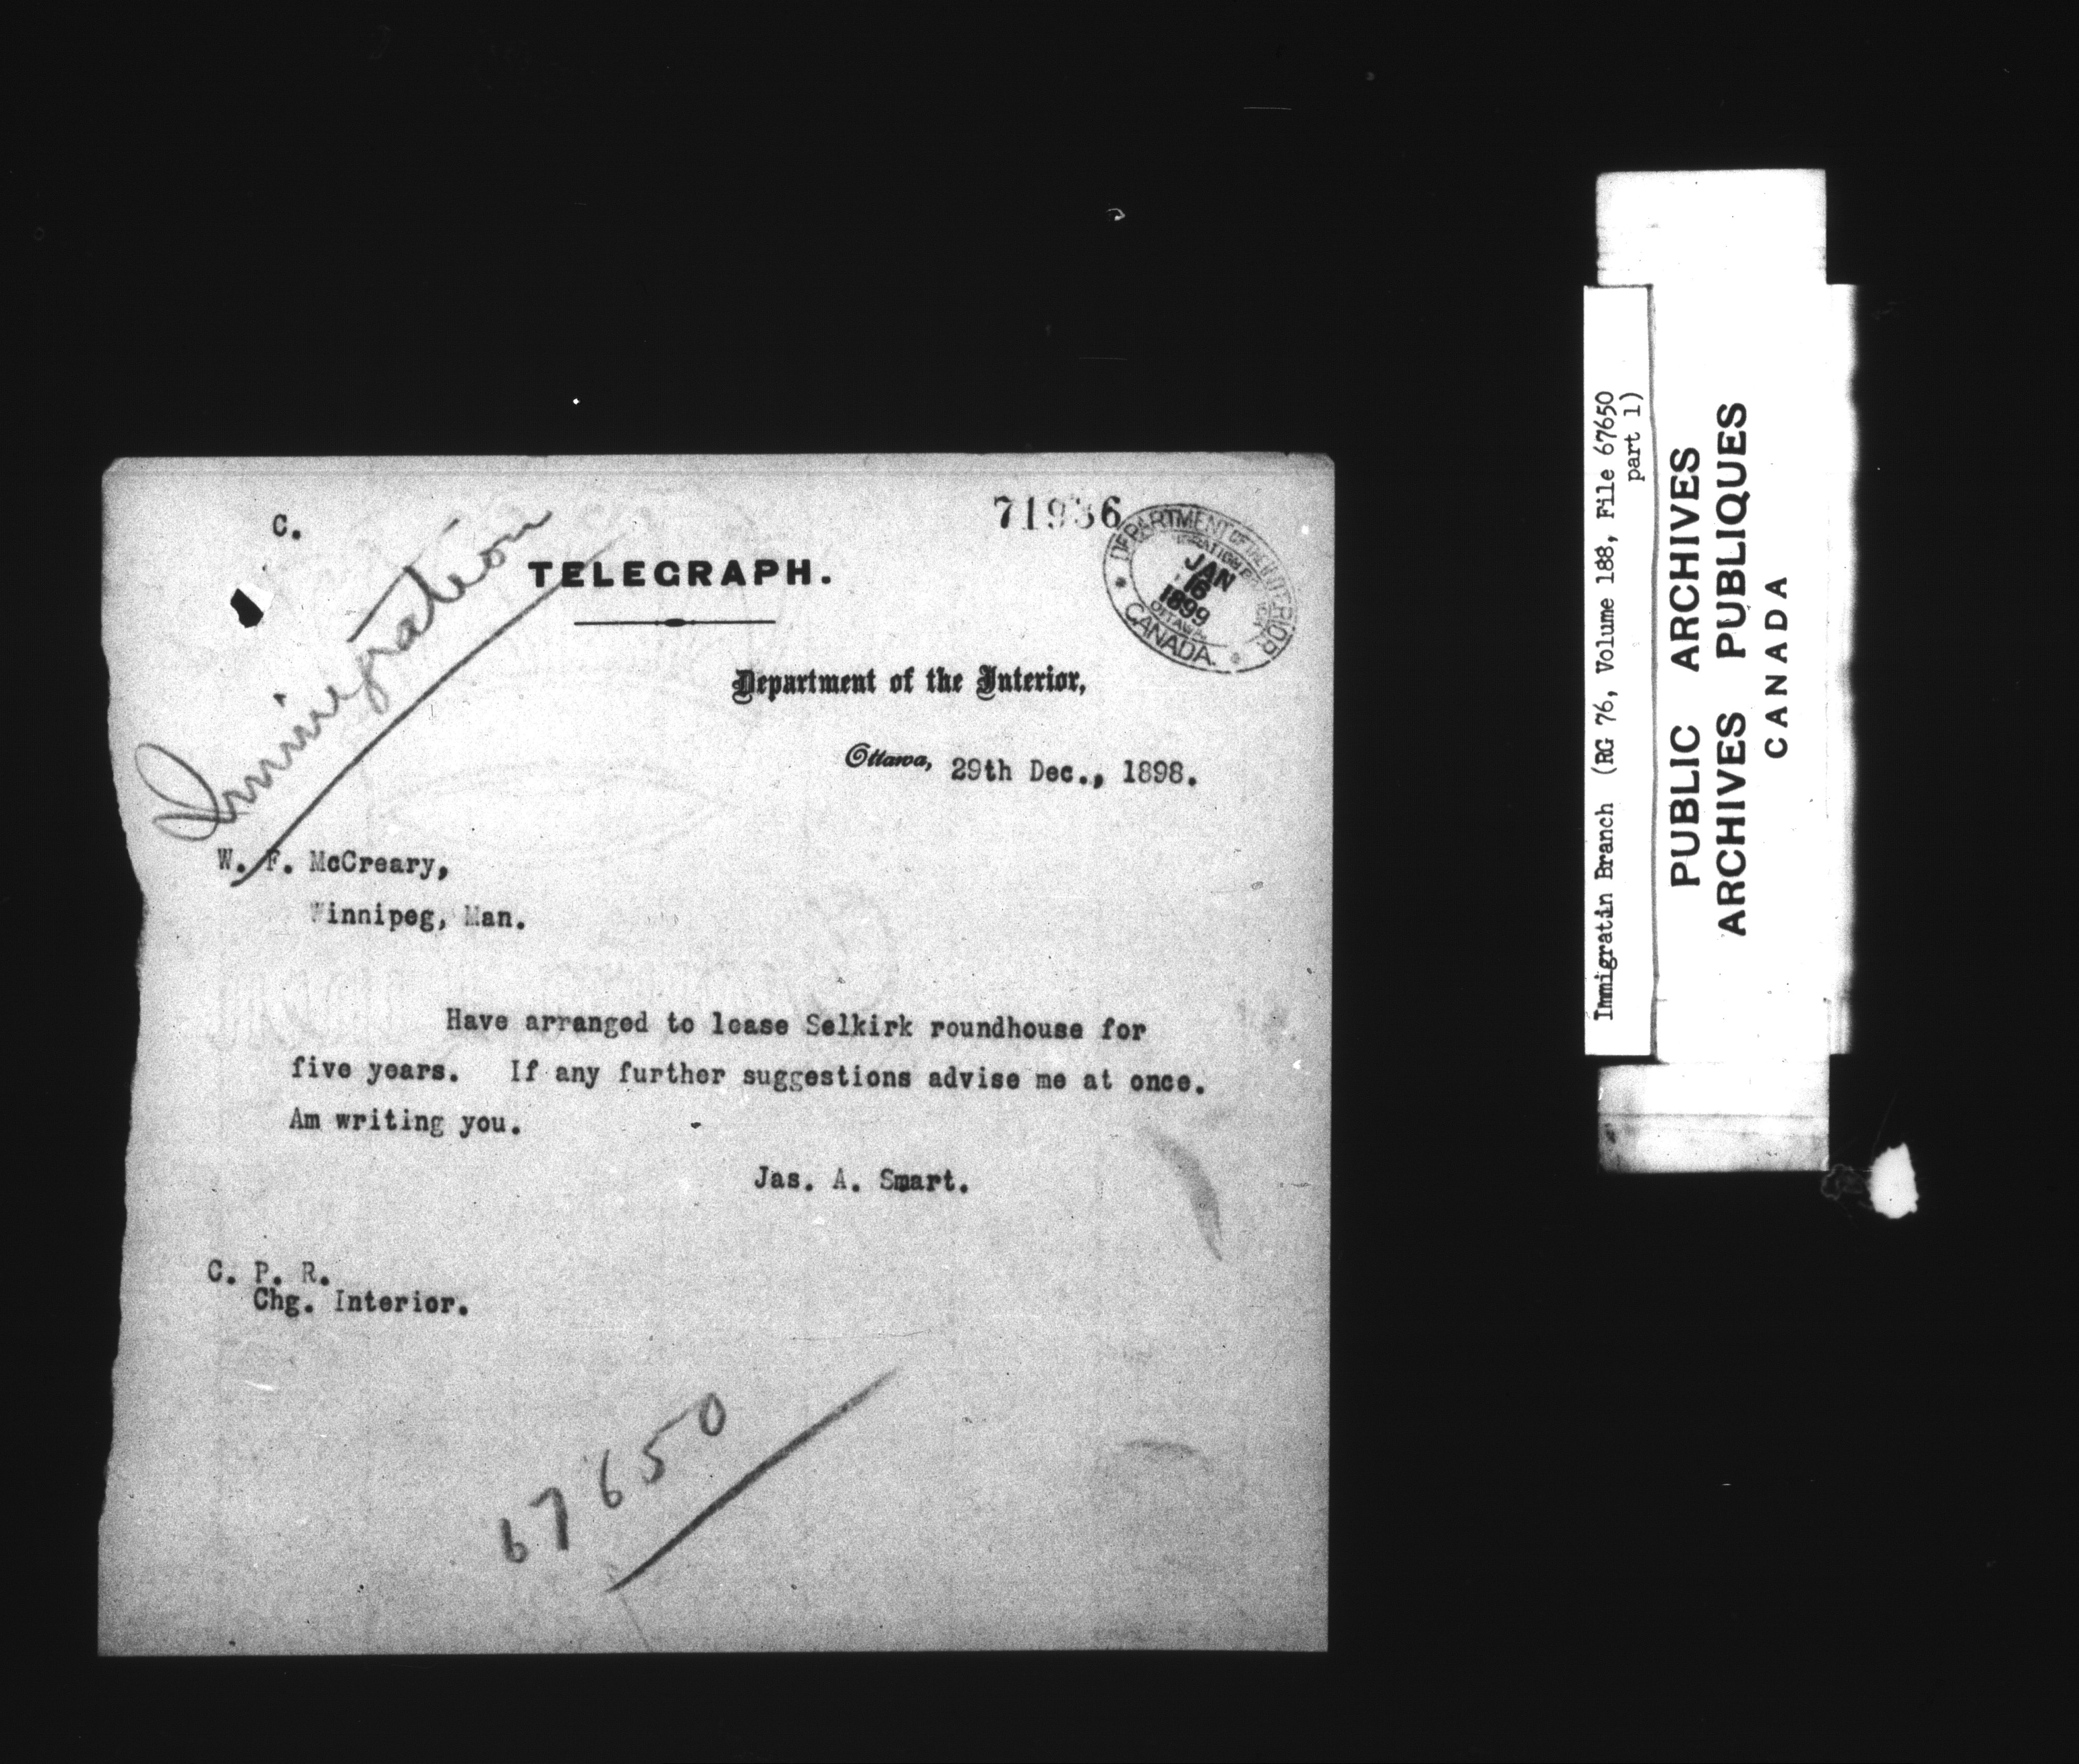 C.
71936
Immigration
TELEGRAPH.
DEPARTMENT OF THE INTERIOR
JAN
16
1899
OTTAWA
CANADA.
Department of the Interior,
Ottawa, 29th Dec., 1898.
W. F. McCreary,
Winnipeg, Man.
Have arranged to lease Selkirk roundhouse for
five years. If any further suggestions advise me at once.
Am writing you.
Jas. A. Smart.
C. P. R.
Chg. Interior.
67650
Immigratin Branch (RG 76, Volume 188, File 67650
part 1)
PUBLIC ARCHIVES
ARCHIVES PUBLIQUES
CANADA